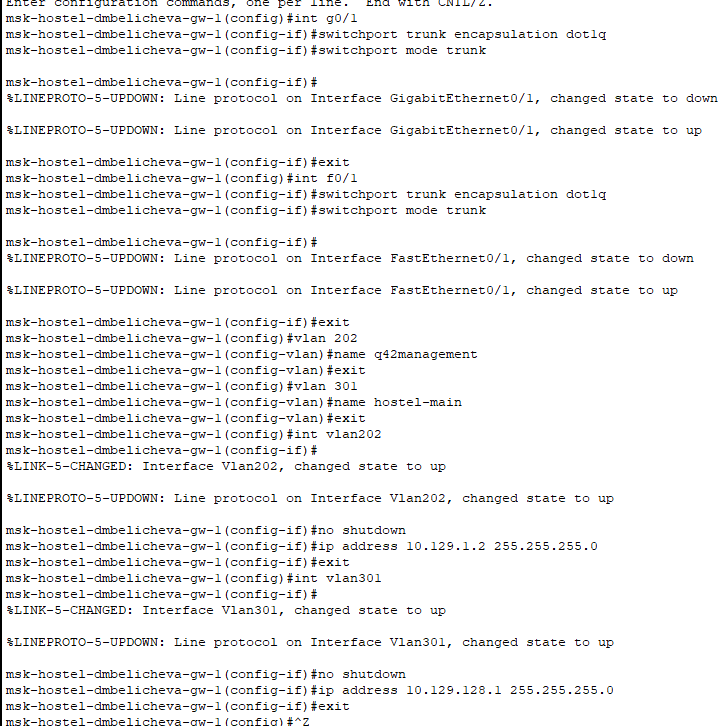 Enter configuration commands, one per line.  End with CNTL/Z.
msk-hostel-dmbelicheva-gw-1(config)#int g0/1
msk-hostel-dmbelicheva-gw-1(config-if)#switchport trunk encapsulation dot1q
msk-hostel-dmbelicheva-gw-1(config-if)#switchport mode trunk
msk-hostel-dmbelicheva-gw-1(config-if)#
%LINEPROTO-5-UPDOWN: Line protocol on Interface GigabitEthernet0/1, changed state to down
%LINEPROTO-5-UPDOWN: Line protocol on Interface GigabitEthernet0/1, changed state to up
msk-hostel-dmbelicheva-gw-1(config-if)#exit
msk-hostel-dmbelicheva-gw-1(config)#int f0/1
msk-hostel-dmbelicheva-gw-1(config-if)#switchport trunk encapsulation dot1q
msk-hostel-dmbelicheva-gw-1(config-if)#switchport mode trunk
msk-hostel-dmbelicheva-gw-1(config-if)#
%LINEPROTO-5-UPDOWN: Line protocol on Interface FastEthernet0/1, changed state to down
%LINEPROTO-5-UPDOWN: Line protocol on Interface FastEthernet0/1, changed state to up
msk-hostel-dmbelicheva-gw-1(config-if)#exit
msk-hostel-dmbelicheva-gw-1(config)#vlan 202
msk-hostel-dmbelicheva-gw-1(config-vlan)#name q42management
msk-hostel-dmbelicheva-gw-1(config-vlan)#exit
msk-hostel-dmbelicheva-gw-1(config)#vlan 301
msk-hostel-dmbelicheva-gw-1(config-vlan)#name hostel-main
msk-hostel-dmbelicheva-gw-1(config-vlan)#exit
msk-hostel-dmbelicheva-gw-1(config)#int vlan202
msk-hostel-dmbelicheva-gw-1(config-if)#
%LINK-5-CHANGED: Interface Vlan202, changed state to up
%LINEPROTO-5-UPDOWN: Line protocol on Interface Vlan202, changed state to up
msk-hostel-dmbelicheva-gw-1(config-if)#no shutdown
msk-hostel-dmbelicheva-gw-1(config-if)#ip address 10.129.1.2 255.255.255.0
msk-hostel-dmbelicheva-gw-1(config-if)#exit
msk-hostel-dmbelicheva-gw-1(config)#int vlan301
msk-hostel-dmbelicheva-gw-1(config-if)#
%LINK-5-CHANGED: Interface Vlan301, changed state to up
%LINEPROTO-5-UPDOWN: Line protocol on Interface Vlan301, changed state to up
msk-hostel-dmbelicheva-gw-1(config-if)#no shutdown
msk-hostel-dmbelicheva-gw-1(config-if)#ip address 10.129.128.1 255.255.255.0
msk-hostel-dmbelicheva-gw-1(config-if)#exit
msk-hostel-dmbelicheva-gw-1(config)#^Z